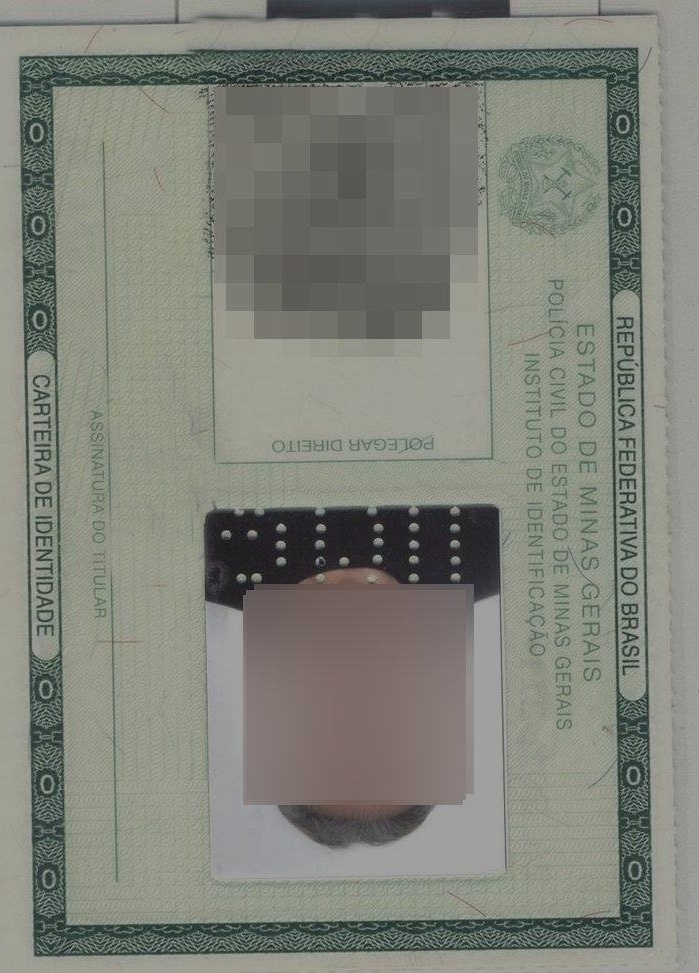 REPÚBLICA FEDERATIVA DO BRASIL
ESTADO DE MINAS GERAIS
POLÍCIA CIVIL DO ESTADO DE MINAS GERAIS
INSTITUTO DE IDENTIFICAÇÃO
POLEGAR DIREITO
ASSINATURA DO TITULAR
CARTEIRA DE IDENTIDADE